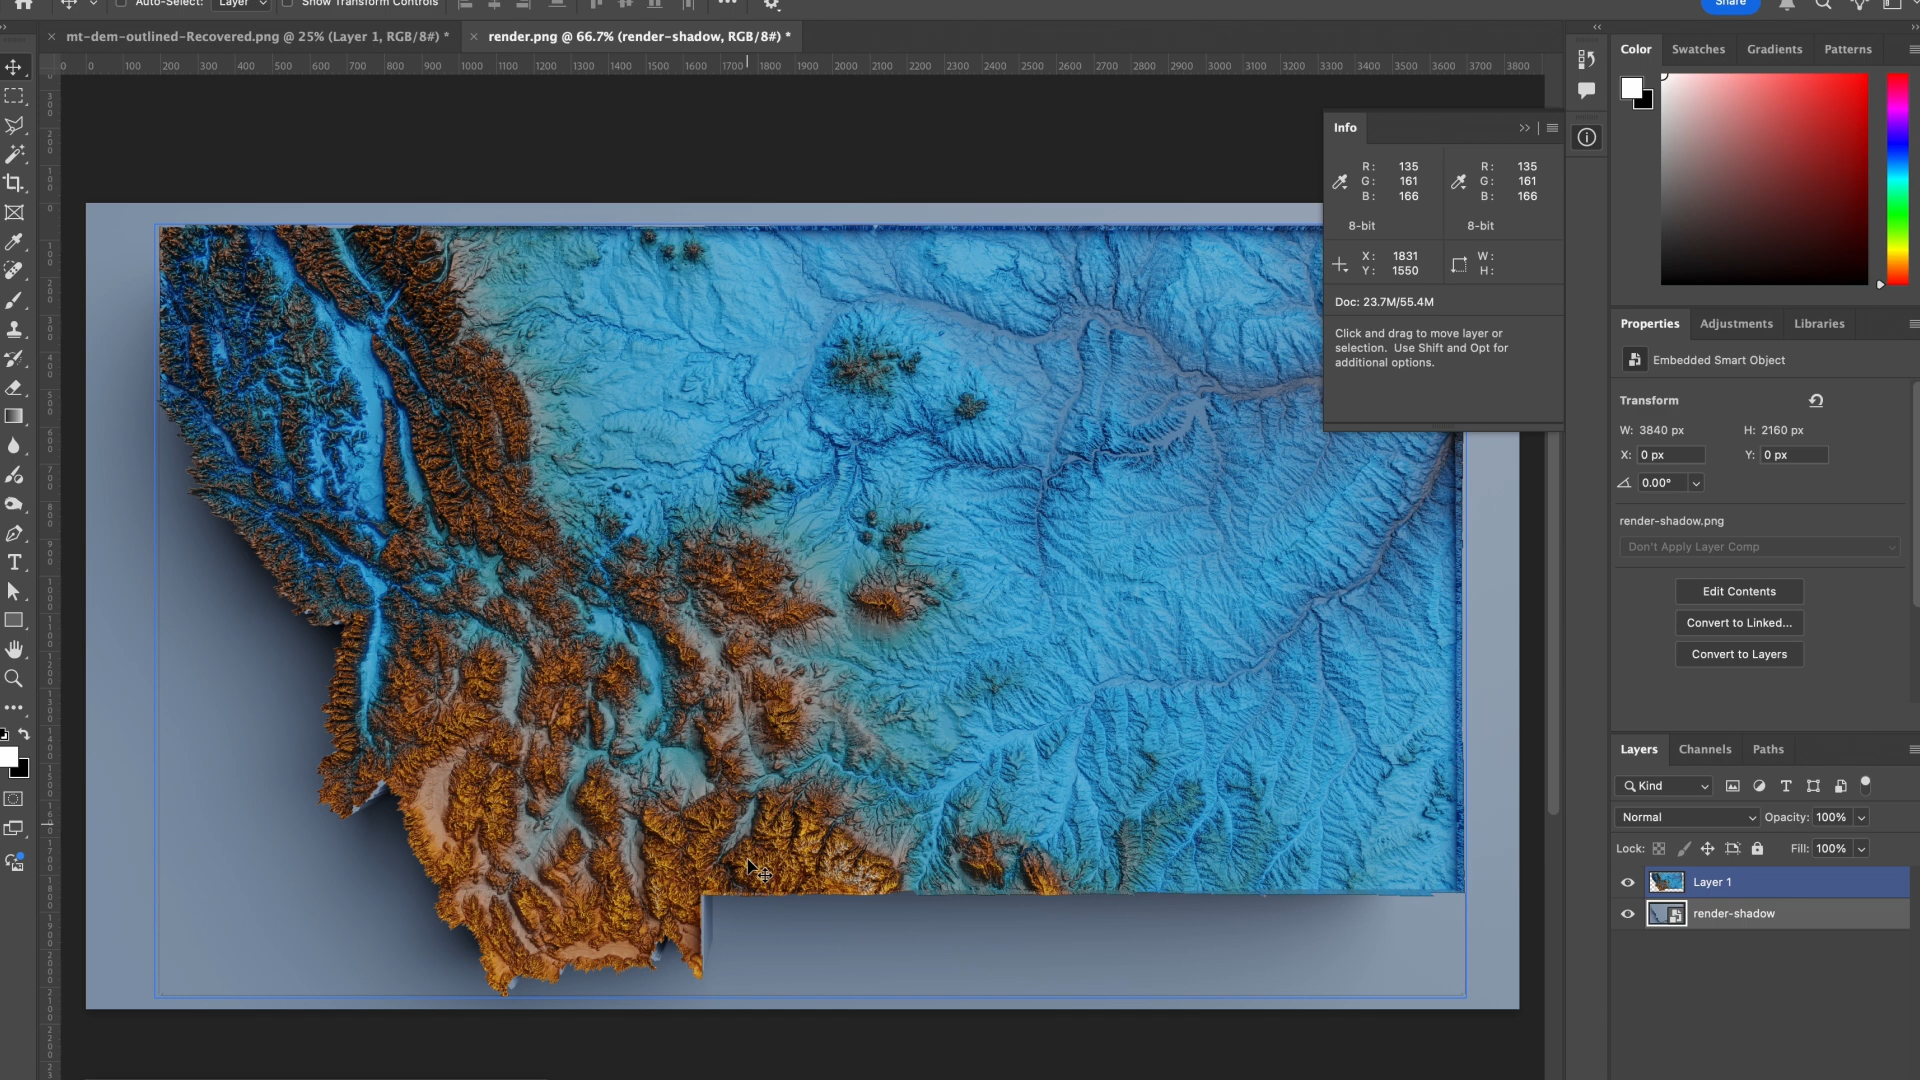 Auto-Select:
Layer
Show Transform Controls
Share
mt-dem-outlined-Recovered.png @ 25% (Layer 1, RGB/8#) *
render.png @ 66.7% (render-shadow, RGB/8#) *
0 0 100 200 300 400 500 600 700 800 900 1000 1100 1200 1300 1400 1500 1600 1700 1800 1900 2000 2100 2200 2300 2400 2500 2600 2700 2800 2900 3000 3100 3200 3300 3400 3500 3600 3700 3800
Info
R: 135 R: 135
G: 161 G: 161
B: 166 B: 166
8-bit 8-bit
X: 1831 W:
Y: 1550 H:
Doc: 23.7M/55.4M
Click and drag to move layer or
selection. Use Shift and Opt for
additional options.
Color Swatches Gradients Patterns
Properties Adjustments Libraries
Embedded Smart Object
Transform
W: 3840 px H: 2160 px
X: 0 px Y: 0 px
0.00°
render-shadow.png
Don't Apply Layer Comp
Edit Contents
Convert to Linked...
Convert to Layers
Layers Channels Paths
Kind
Normal Opacity: 100%
Lock: Fill: 100%
Layer 1
render-shadow